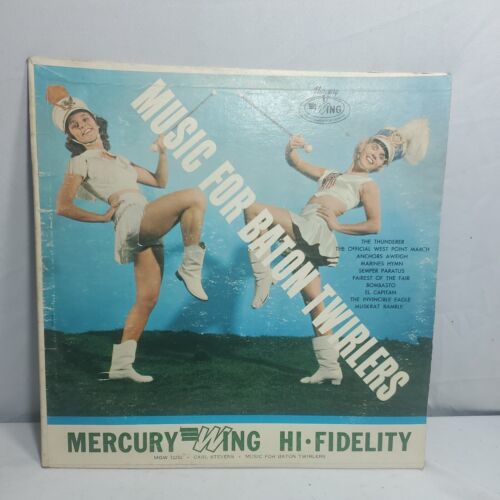 Mercury
WING
MUSIC FOR BATON TWIRLERS
THE THUNDERER
THE OFFICIAL WEST POINT MARCH
ANCHORS AWEIGH
MARINES HYMN
SEMPER PARATUS
FAIREST OF THE FAIR
BOMBASTO
EL CAPITAN
THE INVINCIBLE EAGLE
MUSKRAT RAMBLE
MERCURY WING HI-FIDELITY
MGW • CARL STEVENS • MUSIC FOR BATON TWIRLERS